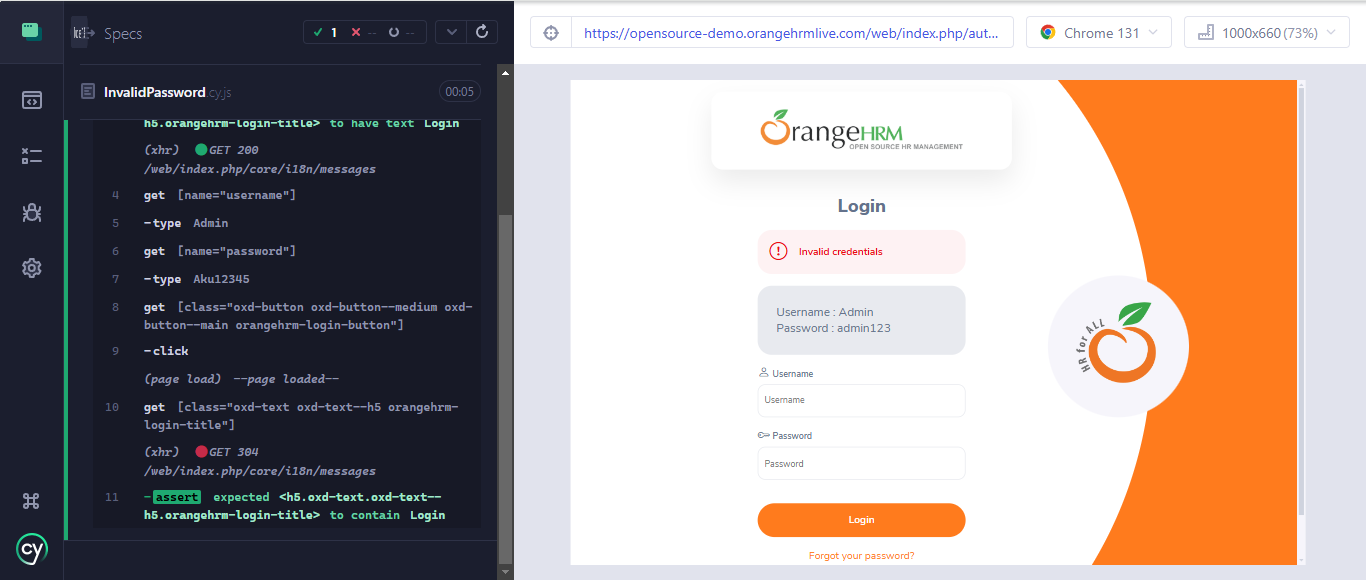 Specs
1 -- --
InvalidPassword.cy.js 00:05
h5.orangehrm-login-title> to have text Login
(xhr) GET 200
/web/index.php/core/i18n/messages
4 get [name="username"]
5 -type Admin
6 get [name="password"]
7 -type Aku12345
8 get [class="oxd-button oxd-button--medium oxd-
button--main orangehrm-login-button"]
9 -click
(page load) --page loaded--
10 get [class="oxd-text oxd-text--h5 orangehrm-
login-title"]
(xhr) GET 304
/web/index.php/core/i18n/messages
11 -assert expected <h5.oxd-text.oxd-text--
h5.orangehrm-login-title> to contain Login
cy
https://opensource-demo.orangehrmlive.com/web/index.php/aut...
Chrome 131
1000x660 (73%)
OrangeHRM
OPEN SOURCE HR MANAGEMENT
Login
Invalid credentials
Username : Admin
Password : admin123
Username
Username
Password
Password
Login
Forgot your password?
HR for ALL